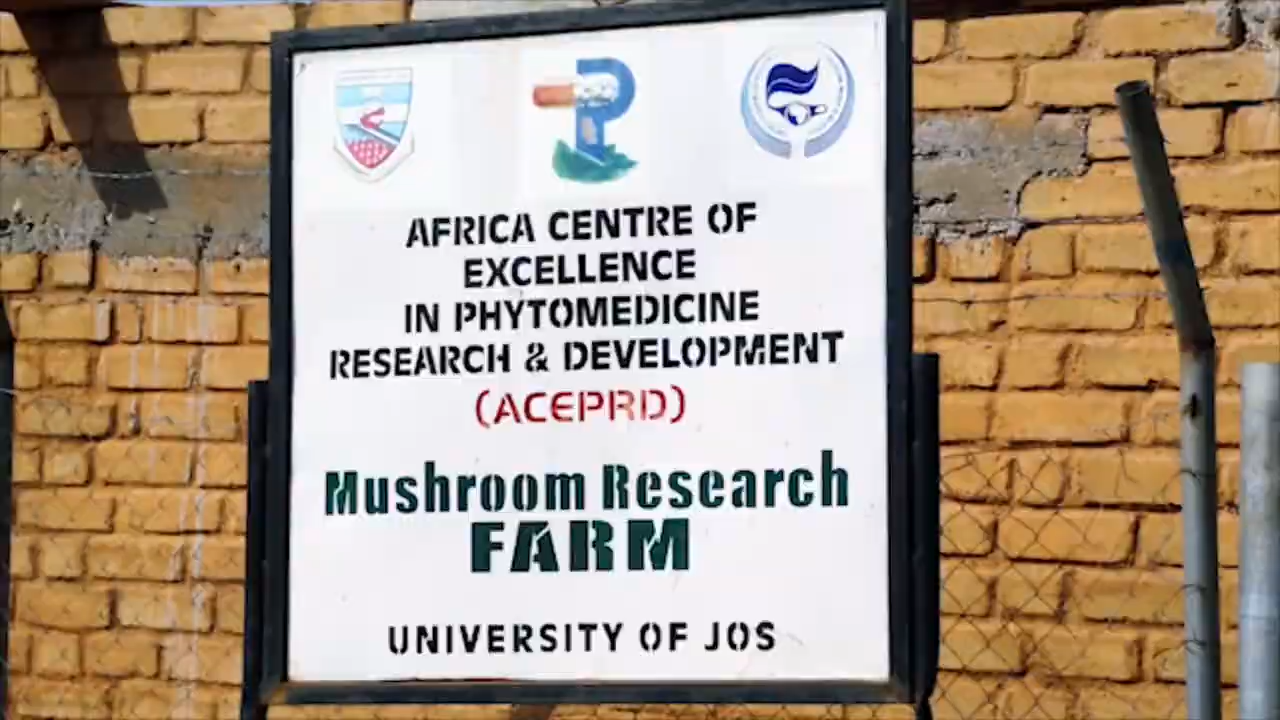 AFRICA CENTRE OF
EXCELLENCE
IN PHYTOMEDICINE
RESEARCH & DEVELOPMENT
(ACEPRD)
Mushroom Research
FARM
UNIVERSITY OF JOS